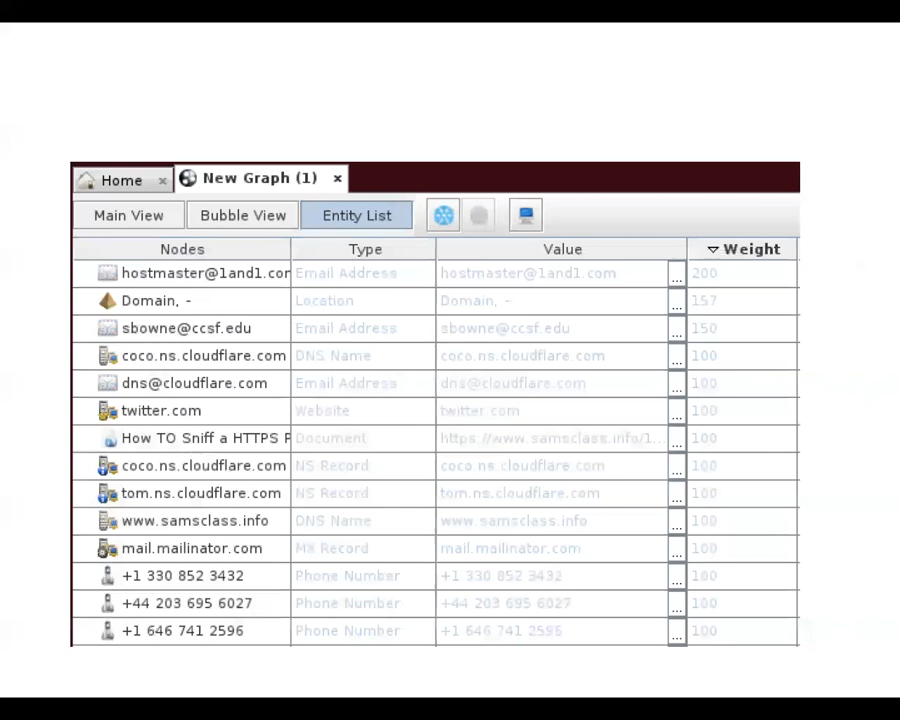 Home × New Graph (1) ×
Main View Bubble View Entity List
Nodes Type Value Weight
hostmaster@1and1.cor Email Address hostmaster@1and1.com ... 200
Domain, - Location Domain, - ... 157
sbowne@ccsf.edu Email Address sbowne@ccsf.edu ... 150
coco.ns.cloudflare.com DNS Name coco.ns.cloudflare.com ... 100
dns@cloudflare.com Email Address dns@cloudflare.com ... 100
twitter.com Website twitter.com ... 100
How TO Sniff a HTTPS P Document https://www.samsclass.info/1... ... 100
coco.ns.cloudflare.com NS Record coco.ns.cloudflare.com ... 100
tom.ns.cloudflare.com NS Record tom.ns.cloudflare.com ... 100
www.samsclass.info DNS Name www.samsclass.info ... 100
mail.mailinator.com MX Record mail.mailinator.com ... 100
+1 330 852 3432 Phone Number +1 330 852 3432 ... 100
+44 203 695 6027 Phone Number +44 203 695 6027 ... 100
+1 646 741 2596 Phone Number +1 646 741 2596 ... 100